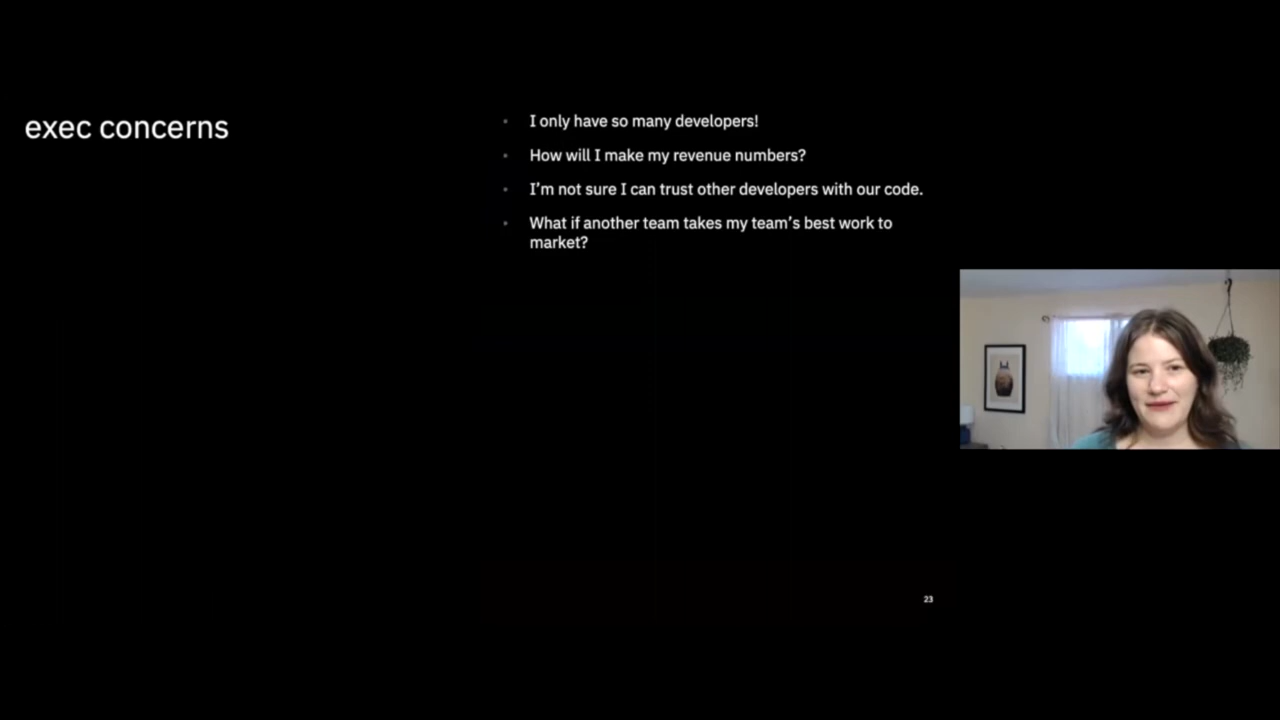 exec concerns
I only have so many developers!
How will I make my revenue numbers?
I'm not sure I can trust other developers with our code.
What if another team takes my team's best work to
market?
23